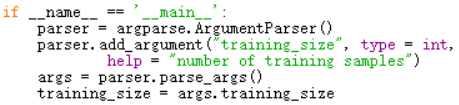 if __name__ == '__main__':
    parser = argparse.ArgumentParser()
    parser.add_argument("training_size", type = int,
            help = "number of training samples")
    args = parser.parse_args()
    training_size = args.training_size